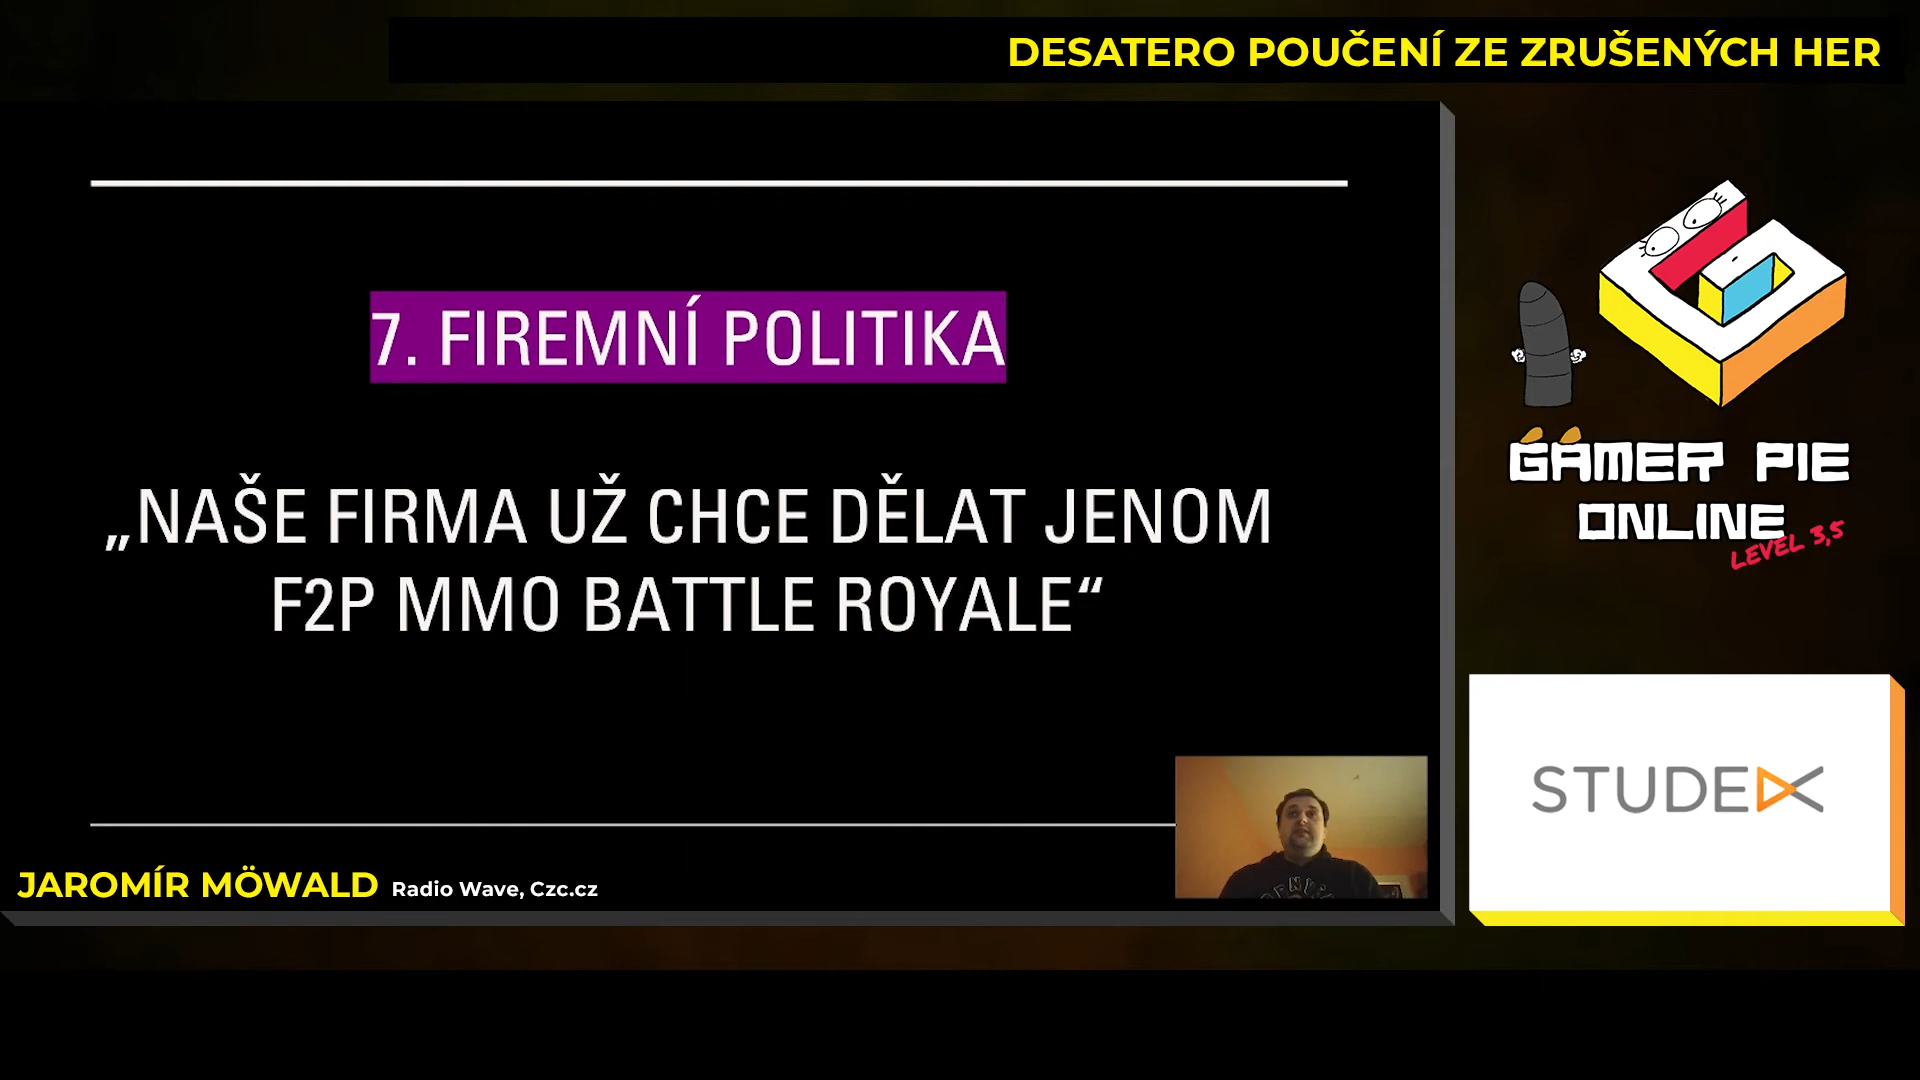 DESATERO POUČENÍ ZE ZRUŠENÝCH HER
7. FIREMNÍ POLITIKA
„NAŠE FIRMA UŽ CHCE DĚLAT JENOM
F2P MMO BATTLE ROYALE“
JAROMÍR MÖWALD Radio Wave, Czc.cz
GAMER PIE
ONLINE
LEVEL 3,5
STUDEX